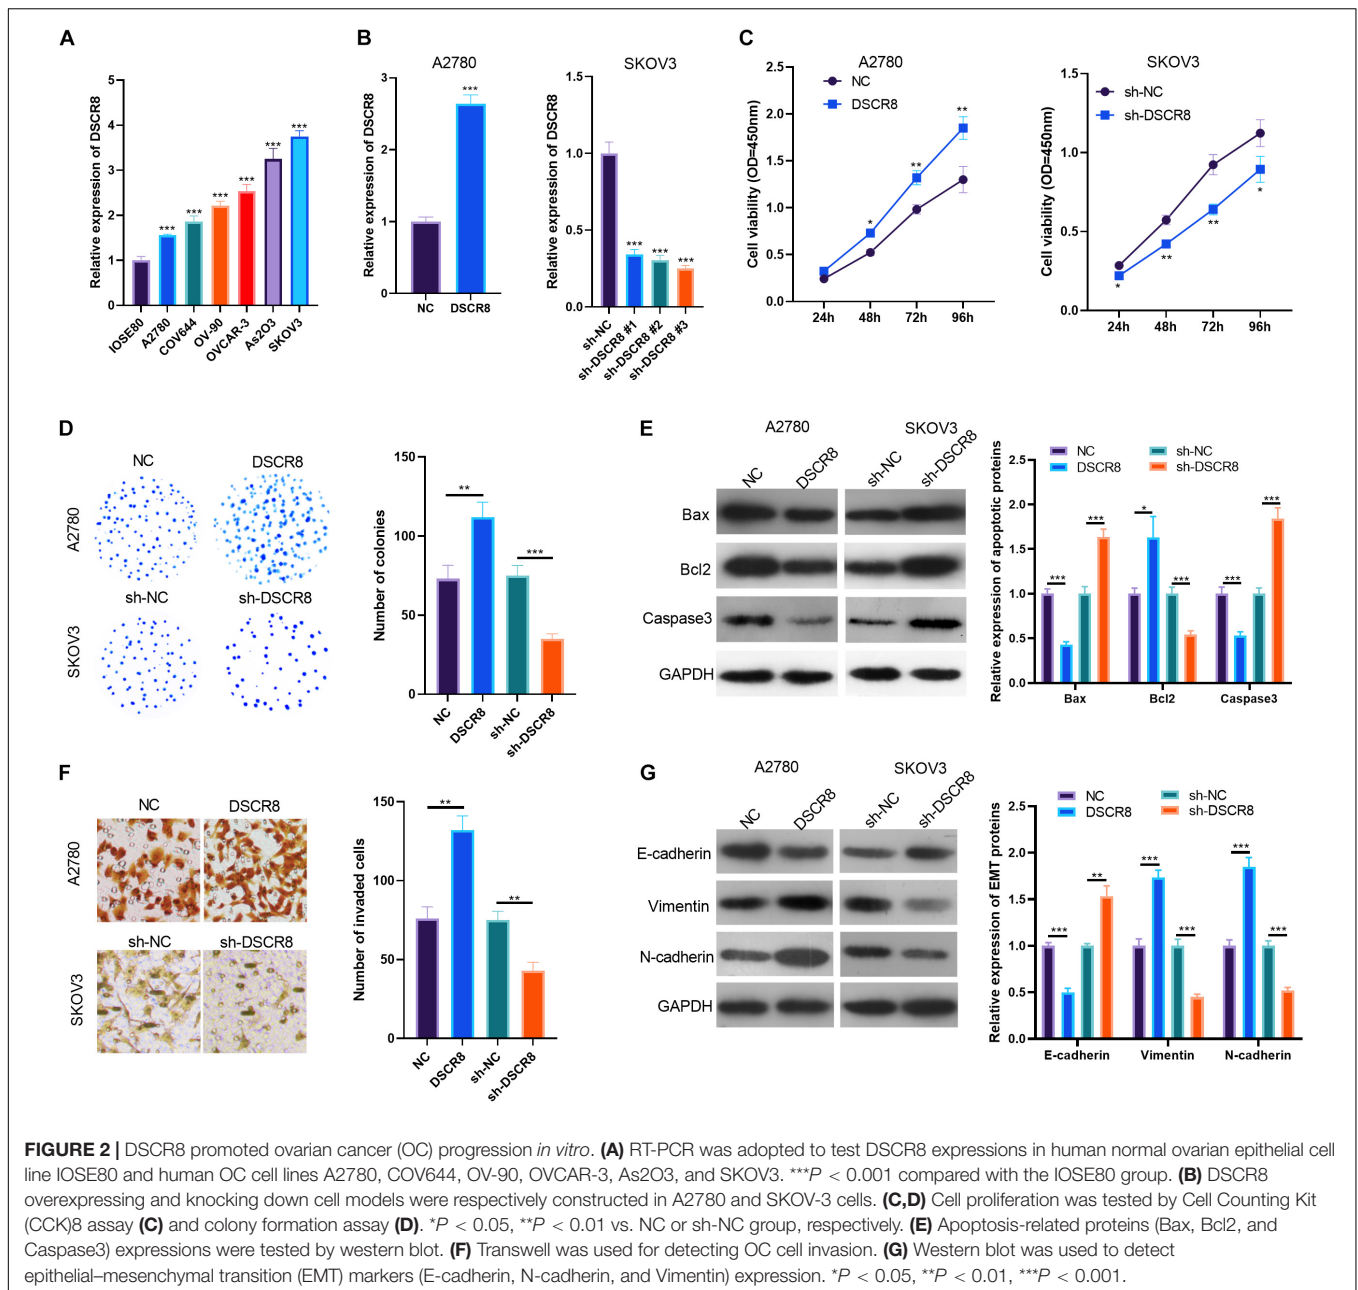 A
Relative expression of DSCR8
5
4
3
2
1
0
*** *** *** *** *** ***
IOSE80 A2780 COV644 OV-90 OVCAR-3 As2O3 SKOV3
B
A2780
Relative expression of DSCR8
3
2
1
0
***
NC DSCR8
SKOV3
Relative expression of DSCR8
1.5
1.0
0.5
0.0
*** *** ***
sh-NC sh-DSCR8 #1 sh-DSCR8 #2 sh-DSCR8 #3
C
A2780
NC
DSCR8
Cell viability (OD=450nm)
2.5
2.0
1.5
1.0
0.5
0.0
* ** **
24h 48h 72h 96h
SKOV3
sh-NC
sh-DSCR8
Cell viability (OD=450nm)
1.5
1.0
0.5
0.0
* ** ** *
24h 48h 72h 96h
D
NC DSCR8
A2780
sh-NC sh-DSCR8
SKOV3
Number of colonies
150
100
50
0
** ***
NC DSCR8 sh-NC sh-DSCR8
E
A2780 SKOV3
NC DSCR8 sh-NC sh-DSCR8
Bax
Bcl2
Caspase3
GAPDH
NC sh-NC
DSCR8 sh-DSCR8
Relative expression of apoptotic proteins
2.5
2.0
1.5
1.0
0.5
0.0
*** *** * *** *** ***
Bax Bcl2 Caspase3
F
NC DSCR8
A2780
sh-NC sh-DSCR8
SKOV3
Number of invaded cells
150
100
50
0
** **
NC DSCR8 sh-NC sh-DSCR8
G
A2780 SKOV3
NC DSCR8 sh-NC sh-DSCR8
E-cadherin
Vimentin
N-cadherin
GAPDH
NC sh-NC
DSCR8 sh-DSCR8
Relative expression of EMT proteins
2.5
2.0
1.5
1.0
0.5
0.0
*** ** *** *** *** ***
E-cadherin Vimentin N-cadherin
FIGURE 2 | DSCR8 promoted ovarian cancer (OC) progression in vitro. (A) RT-PCR was adopted to test DSCR8 expressions in human normal ovarian epithelial cell
line IOSE80 and human OC cell lines A2780, COV644, OV-90, OVCAR-3, As2O3, and SKOV3. ***P < 0.001 compared with the IOSE80 group. (B) DSCR8
overexpressing and knocking down cell models were respectively constructed in A2780 and SKOV-3 cells. (C,D) Cell proliferation was tested by Cell Counting Kit
(CCK)8 assay (C) and colony formation assay (D). *P < 0.05, **P < 0.01 vs. NC or sh-NC group, respectively. (E) Apoptosis-related proteins (Bax, Bcl2, and
Caspase3) expressions were tested by western blot. (F) Transwell was used for detecting OC cell invasion. (G) Western blot was used to detect
epithelial–mesenchymal transition (EMT) markers (E-cadherin, N-cadherin, and Vimentin) expression. *P < 0.05, **P < 0.01, ***P < 0.001.